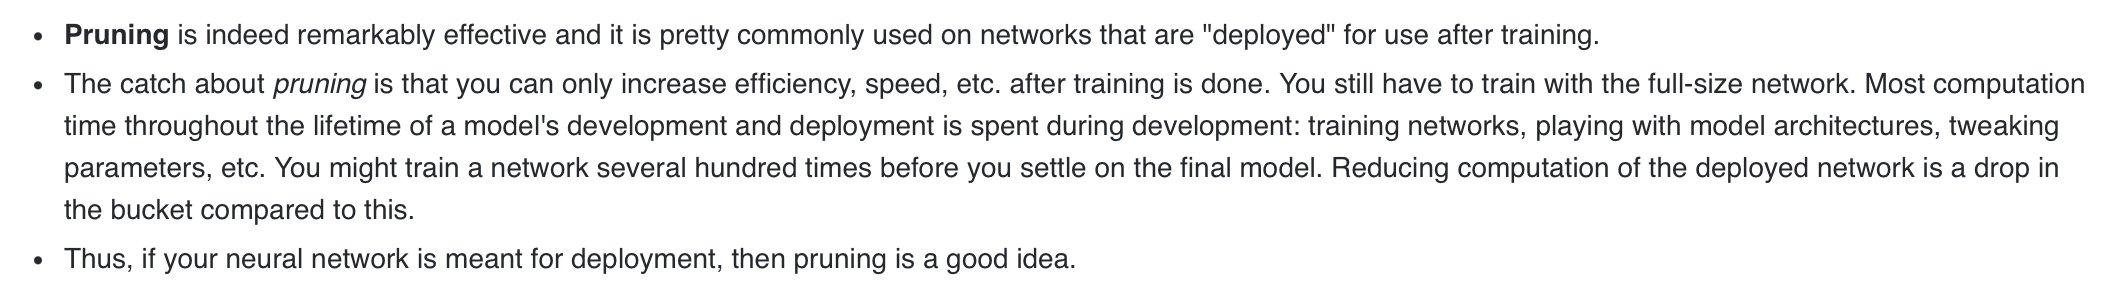 • Pruning is indeed remarkably effective and it is pretty commonly used on networks that are "deployed" for use after training.
• The catch about pruning is that you can only increase efficiency, speed, etc. after training is done. You still have to train with the full-size network. Most computation
time throughout the lifetime of a model's development and deployment is spent during development: training networks, playing with model architectures, tweaking
parameters, etc. You might train a network several hundred times before you settle on the final model. Reducing computation of the deployed network is a drop in
the bucket compared to this.
• Thus, if your neural network is meant for deployment, then pruning is a good idea.